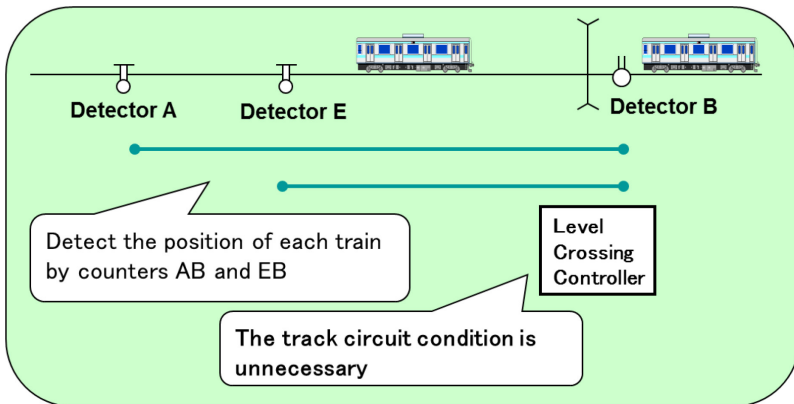 Detector A
Detector E
Detector B
Detect the position of each train
by counters AB and EB
Level
Crossing
Controller
The track circuit condition is
unnecessary